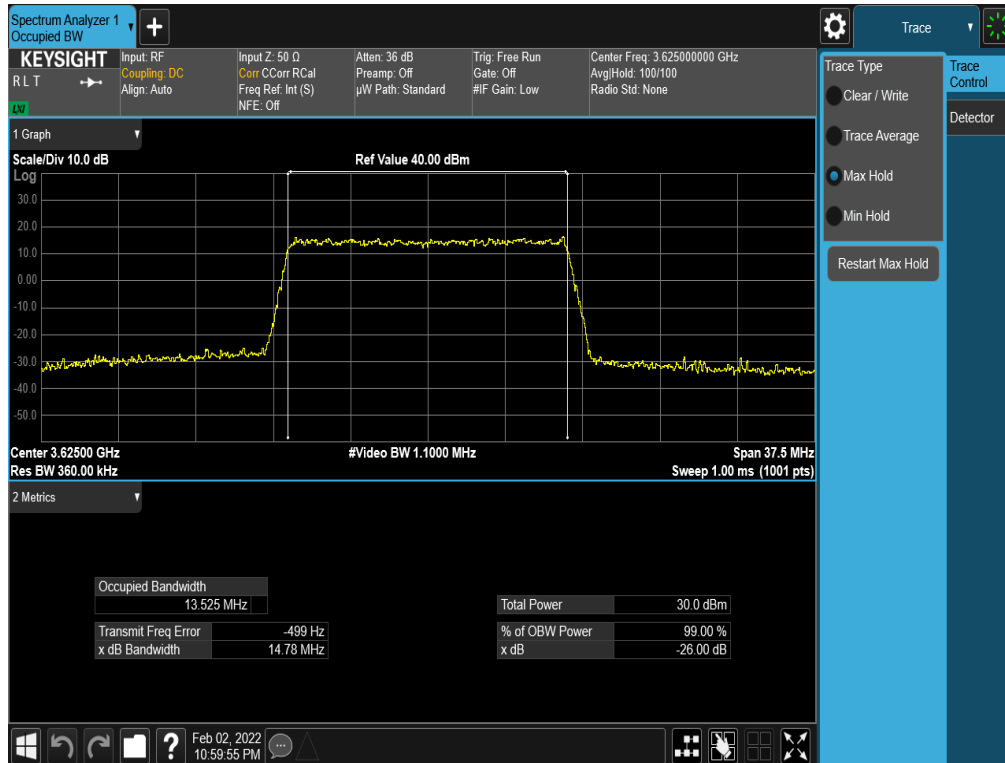 Spectrum Analyzer 1
Occupied BW
▼
+
Trace
▼
KEYSIGHT
R L T
LXI
Input: RF
Coupling: DC
Align: Auto
Input Z: 50 Ω
Corr CCorr RCal
Freq Ref: Int (S)
NFE: Off
Atten: 36 dB
Preamp: Off
µW Path: Standard
Trig: Free Run
Gate: Off
#IF Gain: Low
Center Freq: 3.625000000 GHz
Avg|Hold: 100/100
Radio Std: None
1 Graph
▼
Scale/Div 10.0 dB
Ref Value 40.00 dBm
Log
30.0
20.0
10.0
0.00
-10.0
-20.0
-30.0
-40.0
-50.0
Center 3.62500 GHz
#Video BW 1.1000 MHz
Span 37.5 MHz
Res BW 360.00 kHz
Sweep 1.00 ms (1001 pts)
2 Metrics
▼
Occupied Bandwidth
13.525 MHz
Total Power 30.0 dBm
Transmit Freq Error -499 Hz
% of OBW Power 99.00 %
x dB Bandwidth 14.78 MHz
x dB -26.00 dB
Trace Type
Clear / Write
Trace Average
Max Hold
Min Hold
Restart Max Hold
Trace
Control
Detector
?
Feb 02, 2022
10:59:55 PM